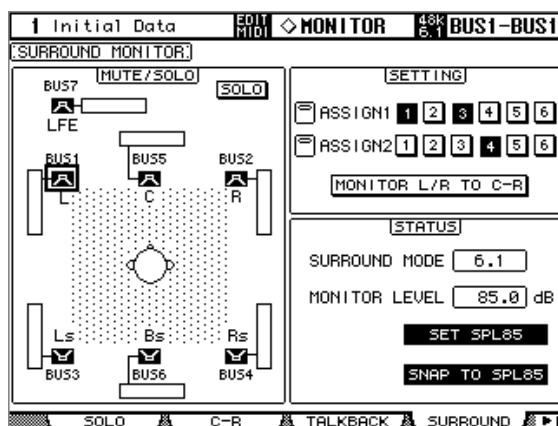 1 Initial Data EDIT MIDI ◇MONITOR 48k 6.1 BUS1-BUS1
SURROUND MONITOR
MUTE/SOLO
SOLO
BUS7
LFE
BUS1 BUS5 BUS2
L C R
Ls Bs Rs
BUS3 BUS6 BUS4
SETTING
ASSIGN1 1 2 3 4 5 6
ASSIGN2 1 2 3 4 5 6
MONITOR L/R TO C-R
STATUS
SURROUND MODE 6.1
MONITOR LEVEL 85.0 dB
SET SPL85
SNAP TO SPL85
SOLO C-R TALKBACK SURROUND